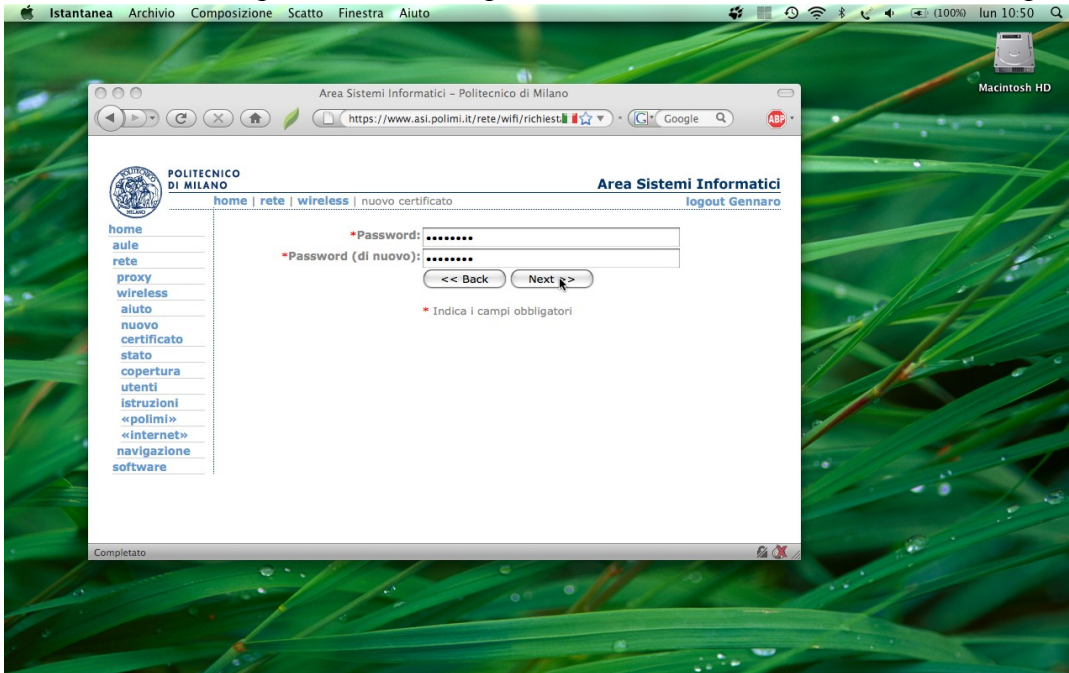 Istantanea Archivio Composizione Scatto Finestra Aiuto (100%) lun 10:50
Macintosh HD
Area Sistemi Informatici – Politecnico di Milano
https://www.asi.polimi.it/rete/wifi/richiest Google ABP
POLITECNICO
DI MILANO
MILANO
Area Sistemi Informatici
home | rete | wireless | nuovo certificato logout Gennaro
home
aule
rete
proxy
wireless
aiuto
nuovo
certificato
stato
copertura
utenti
istruzioni
«polimi»
«internet»
navigazione
software
*Password: ••••••••
*Password (di nuovo): ••••••••
<< Back Next >>
* Indica i campi obbligatori
Completato